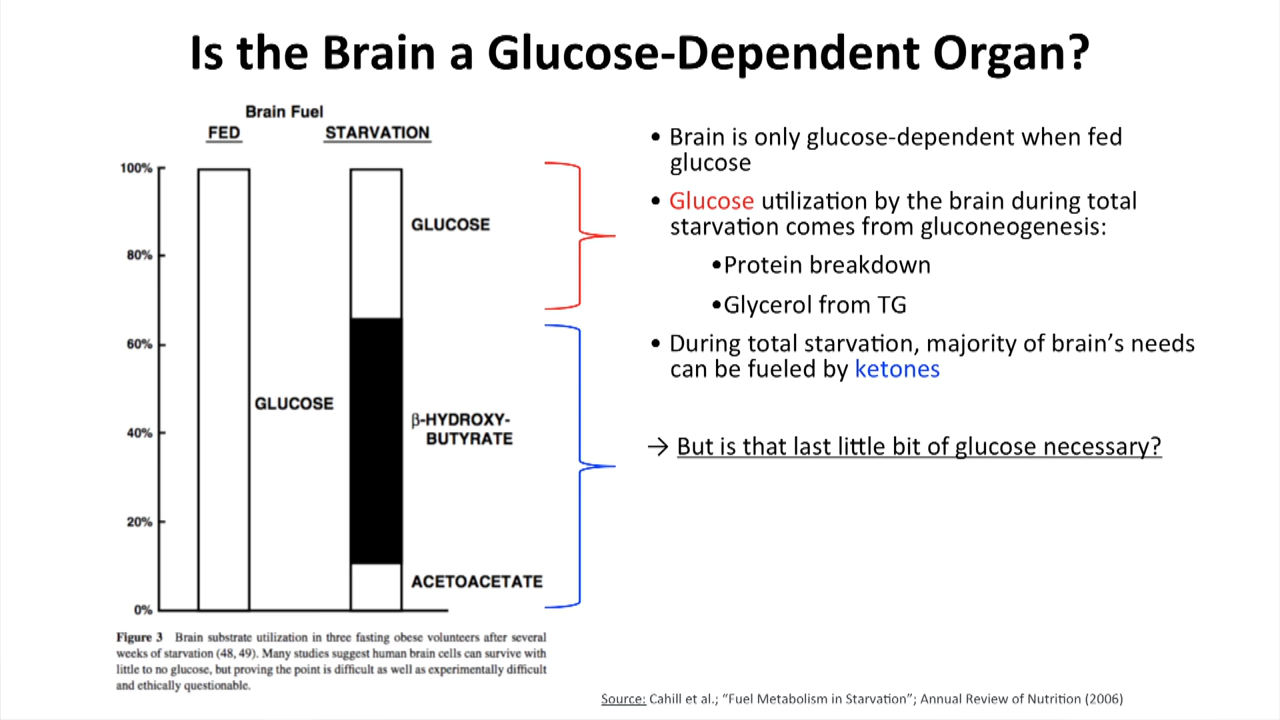 Is the Brain a Glucose-Dependent Organ?
Brain Fuel
FED STARVATION
100%
80%
60%
40%
20%
0%
GLUCOSE
GLUCOSE
β-HYDROXY-
BUTYRATE
ACETOACETATE
Figure 3 Brain substrate utilization in three fasting obese volunteers after several
weeks of starvation (48, 49). Many studies suggest human brain cells can survive with
little to no glucose, but proving the point is difficult as well as experimentally difficult
and ethically questionable.
• Brain is only glucose-dependent when fed
glucose
• Glucose utilization by the brain during total
starvation comes from gluconeogenesis:
•Protein breakdown
•Glycerol from TG
• During total starvation, majority of brain's needs
can be fueled by ketones
→ But is that last little bit of glucose necessary?
Source: Cahill et al.; "Fuel Metabolism in Starvation"; Annual Review of Nutrition (2006)